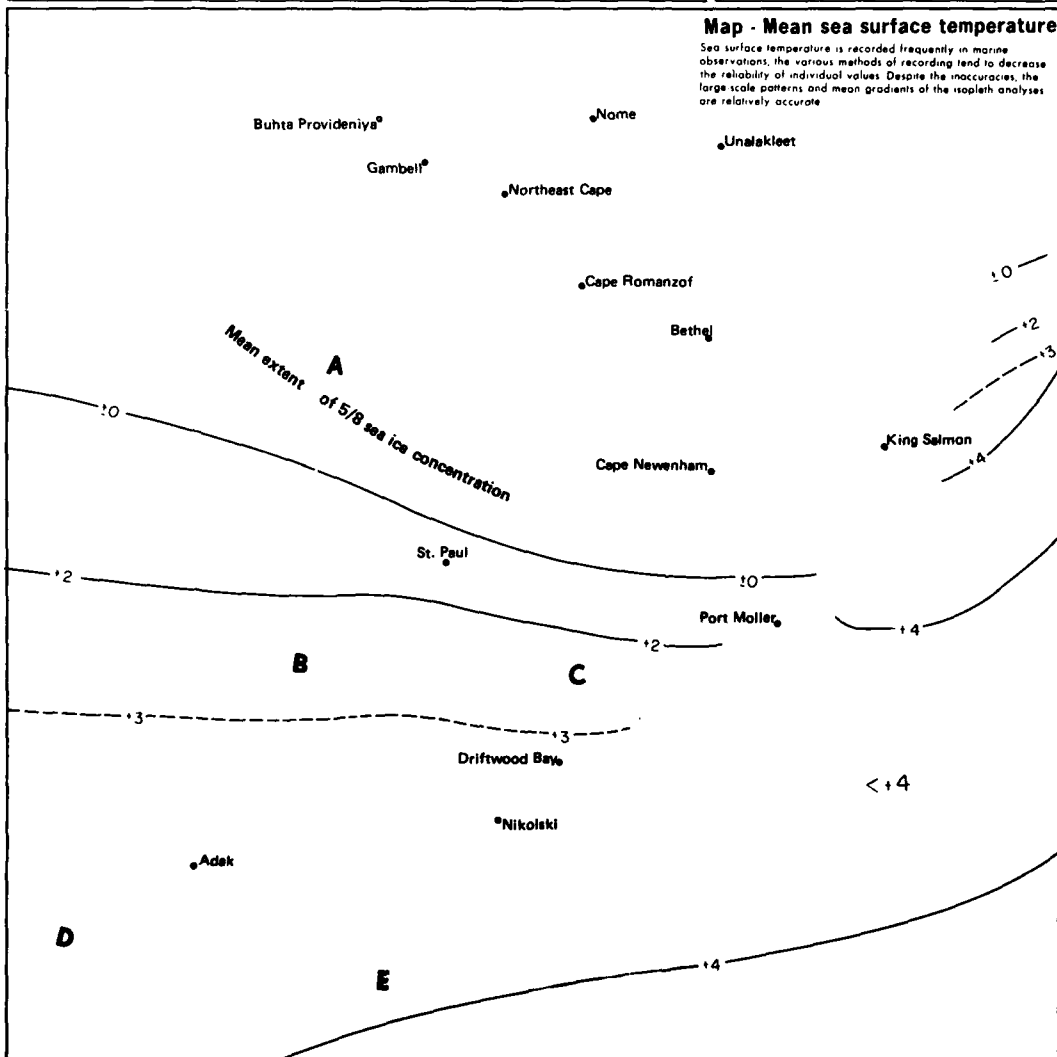 Map - Mean sea surface temperature
Sea surface temperature is recorded frequently in marine
observations, the various methods of recording tend to decrease
the reliability of individual values Despite the inaccuracies, the
large scale patterns and mean gradients of the isopleth analyses
are relatively accurate
Buhta Provideniya
Nome
Unalakleet
Gambell
Northeast Cape
±0
Cape Romanzof
+2
Bethel
+3
Mean extent of 5/8 sea ice concentration
A
±0
King Salmon
+4
Cape Newenham
St. Paul
+2
±0
Port Moller
+4
+2
B
C
+3
+3
Driftwood Bay
< +4
Nikolski
Adak
D
+4
E